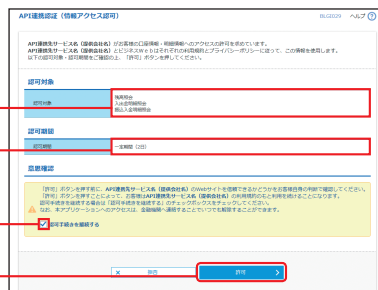 API連携認証（情報アクセス認可）
BLGI029 ヘルプ ?
API連携先サービス名（提供会社名）がお客様の口座情報・明細情報へのアクセスの許可を求めています。
API連携先サービス名（提供会社名）とビジネスWebはそれぞれの利用規約とプライバシーポリシーに従って、この情報を使用します。
以下の認可対象・認可期間をご確認の上、「許可」ボタンを押してください。
認可対象
認可対象
残高照会
入出金明細照会
振込入金明細照会
認可期間
認可期間
一定期間（2日）
意思確認
「許可」ボタンを押す前に、API連携先サービス名（提供会社名）のWebサイトを信頼できるかどうかをお客様自身の判断で確認してください。
「許可」ボタンを押すことによって、お客様はAPI連携先サービス名（提供会社名）の利用規約のもと利用を続けることになります。
認可手続きを継続する場合は「認可手続きを継続する」のチェックボックスをチェックしてください。
なお、本アプリケーションへのアクセスは、金融機関へ連携することでいつでも解除することができます。
認可手続きを継続する
× 拒否
許可 >